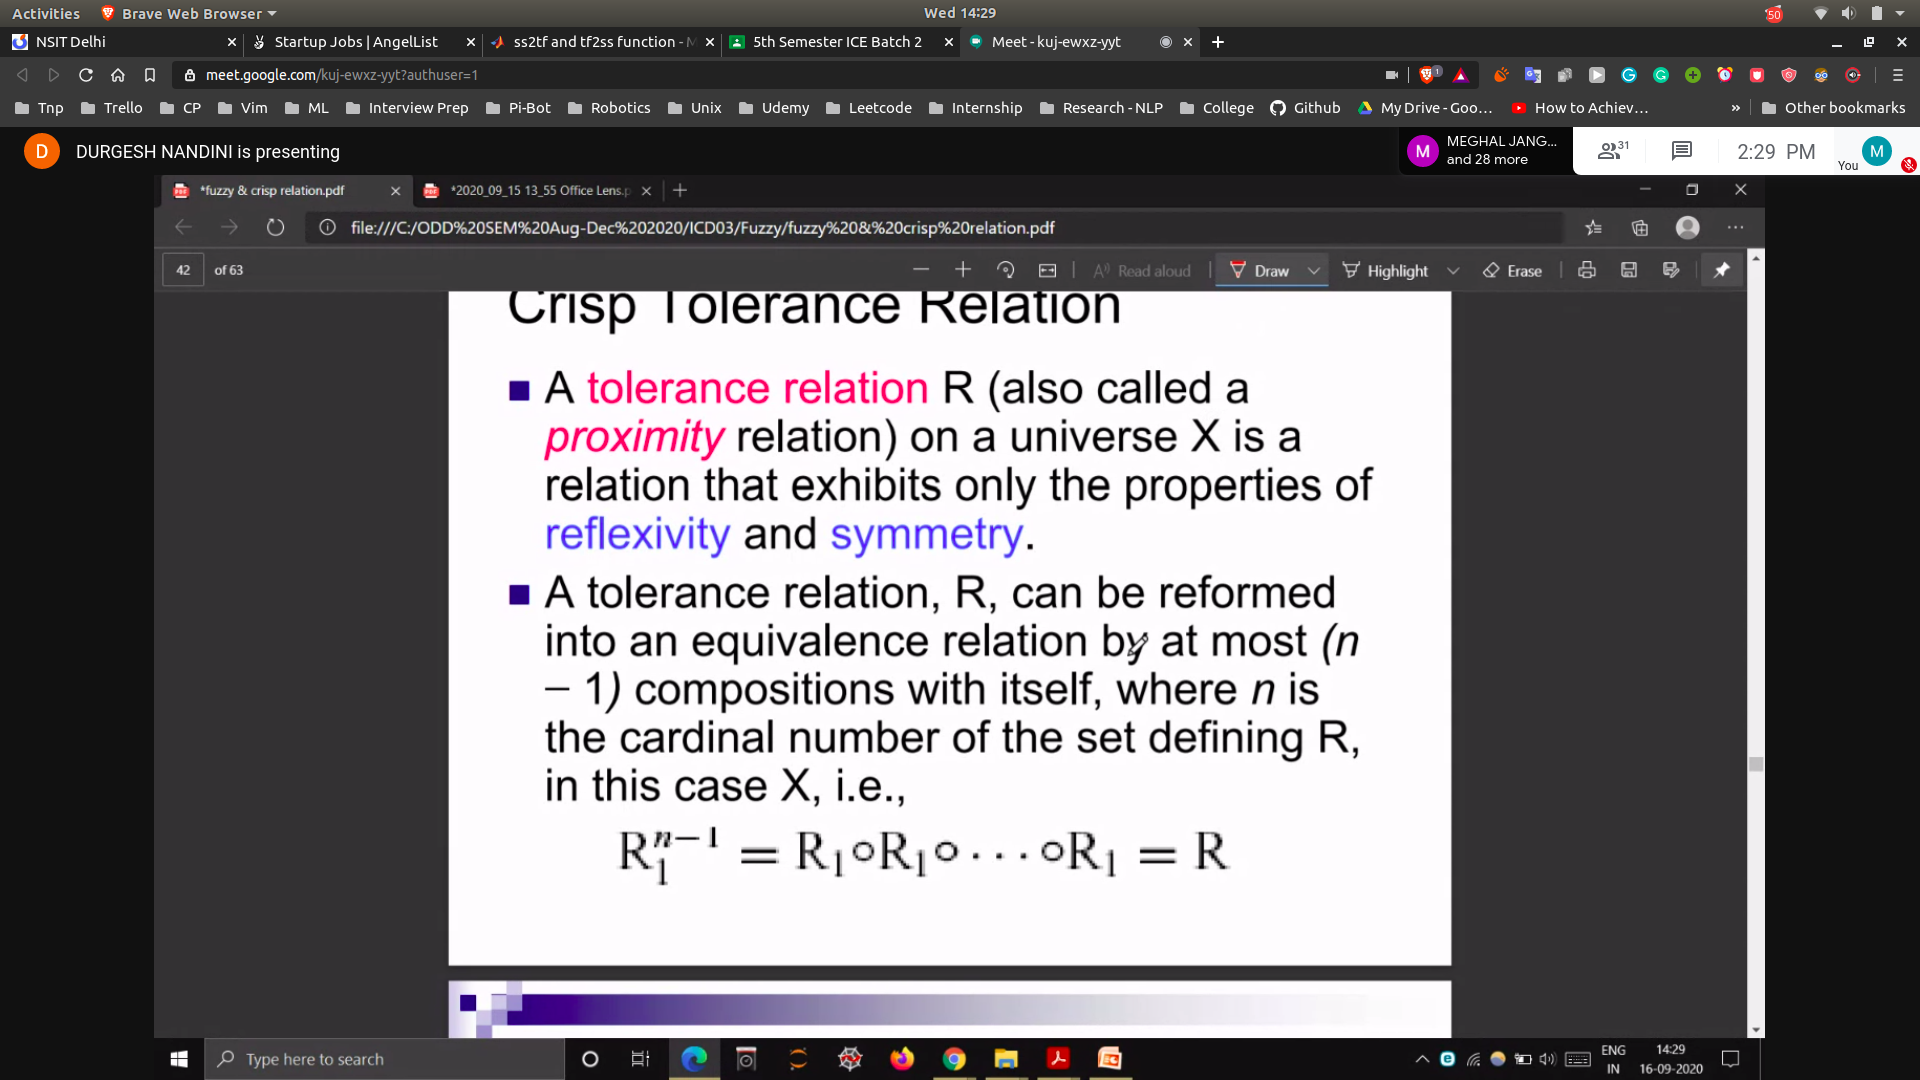 Activities Brave Web Browser Wed 14:29 50
NSIT Delhi Startup Jobs | AngelList ss2tf and tf2ss function - M 5th Semester ICE Batch 2 Meet - kuj-ewxz-yyt
meet.google.com/kuj-ewxz-yyt?authuser=1 1
Tnp Trello CP Vim ML Interview Prep Pi-Bot Robotics Unix Udemy Leetcode Internship Research - NLP College Github My Drive - Goo... How to Achiev... » Other bookmarks
D DURGESH NANDINI is presenting M MEGHAL JANG... and 28 more 31 2:29 PM You M
*fuzzy & crisp relation.pdf *2020_09_15 13_55 Office Lens.p
file:///C:/ODD%20SEM%20Aug-Dec%202020/ICD03/Fuzzy/fuzzy%20&%20crisp%20relation.pdf
42 of 63 Read aloud Draw Highlight Erase
Crisp Tolerance Relation
A tolerance relation R (also called a
proximity relation) on a universe X is a
relation that exhibits only the properties of
reflexivity and symmetry.
A tolerance relation, R, can be reformed
into an equivalence relation by at most (n
− 1) compositions with itself, where n is
the cardinal number of the set defining R,
in this case X, i.e.,
R₁ⁿ⁻¹ = R₁∘R₁∘···∘R₁ = R
Type here to search ENG IN 14:29 16-09-2020